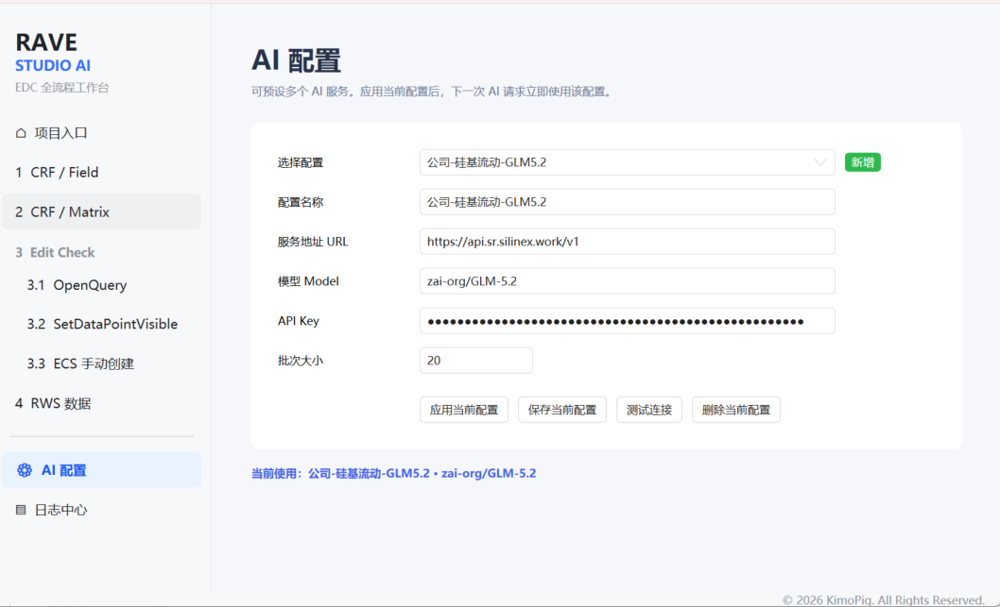 RAVE
STUDIO AI
EDC 全流程工作台
项目入口
1 CRF / Field
2 CRF / Matrix
3 Edit Check
3.1 OpenQuery
3.2 SetDataPointVisible
3.3 ECS 手动创建
4 RWS 数据
AI 配置
日志中心
AI 配置
可预设多个 AI 服务。应用当前配置后，下一次 AI 请求立即使用该配置。
选择配置 公司-硅基流动-GLM5.2 新增
配置名称 公司-硅基流动-GLM5.2
服务地址 URL https://api.sr.silinex.work/v1
模型 Model zai-org/GLM-5.2
API Key
批次大小 20
应用当前配置 保存当前配置 测试连接 删除当前配置
当前使用：公司-硅基流动-GLM5.2 • zai-org/GLM-5.2
© 2026 KimoPig. All Rights Reserved.